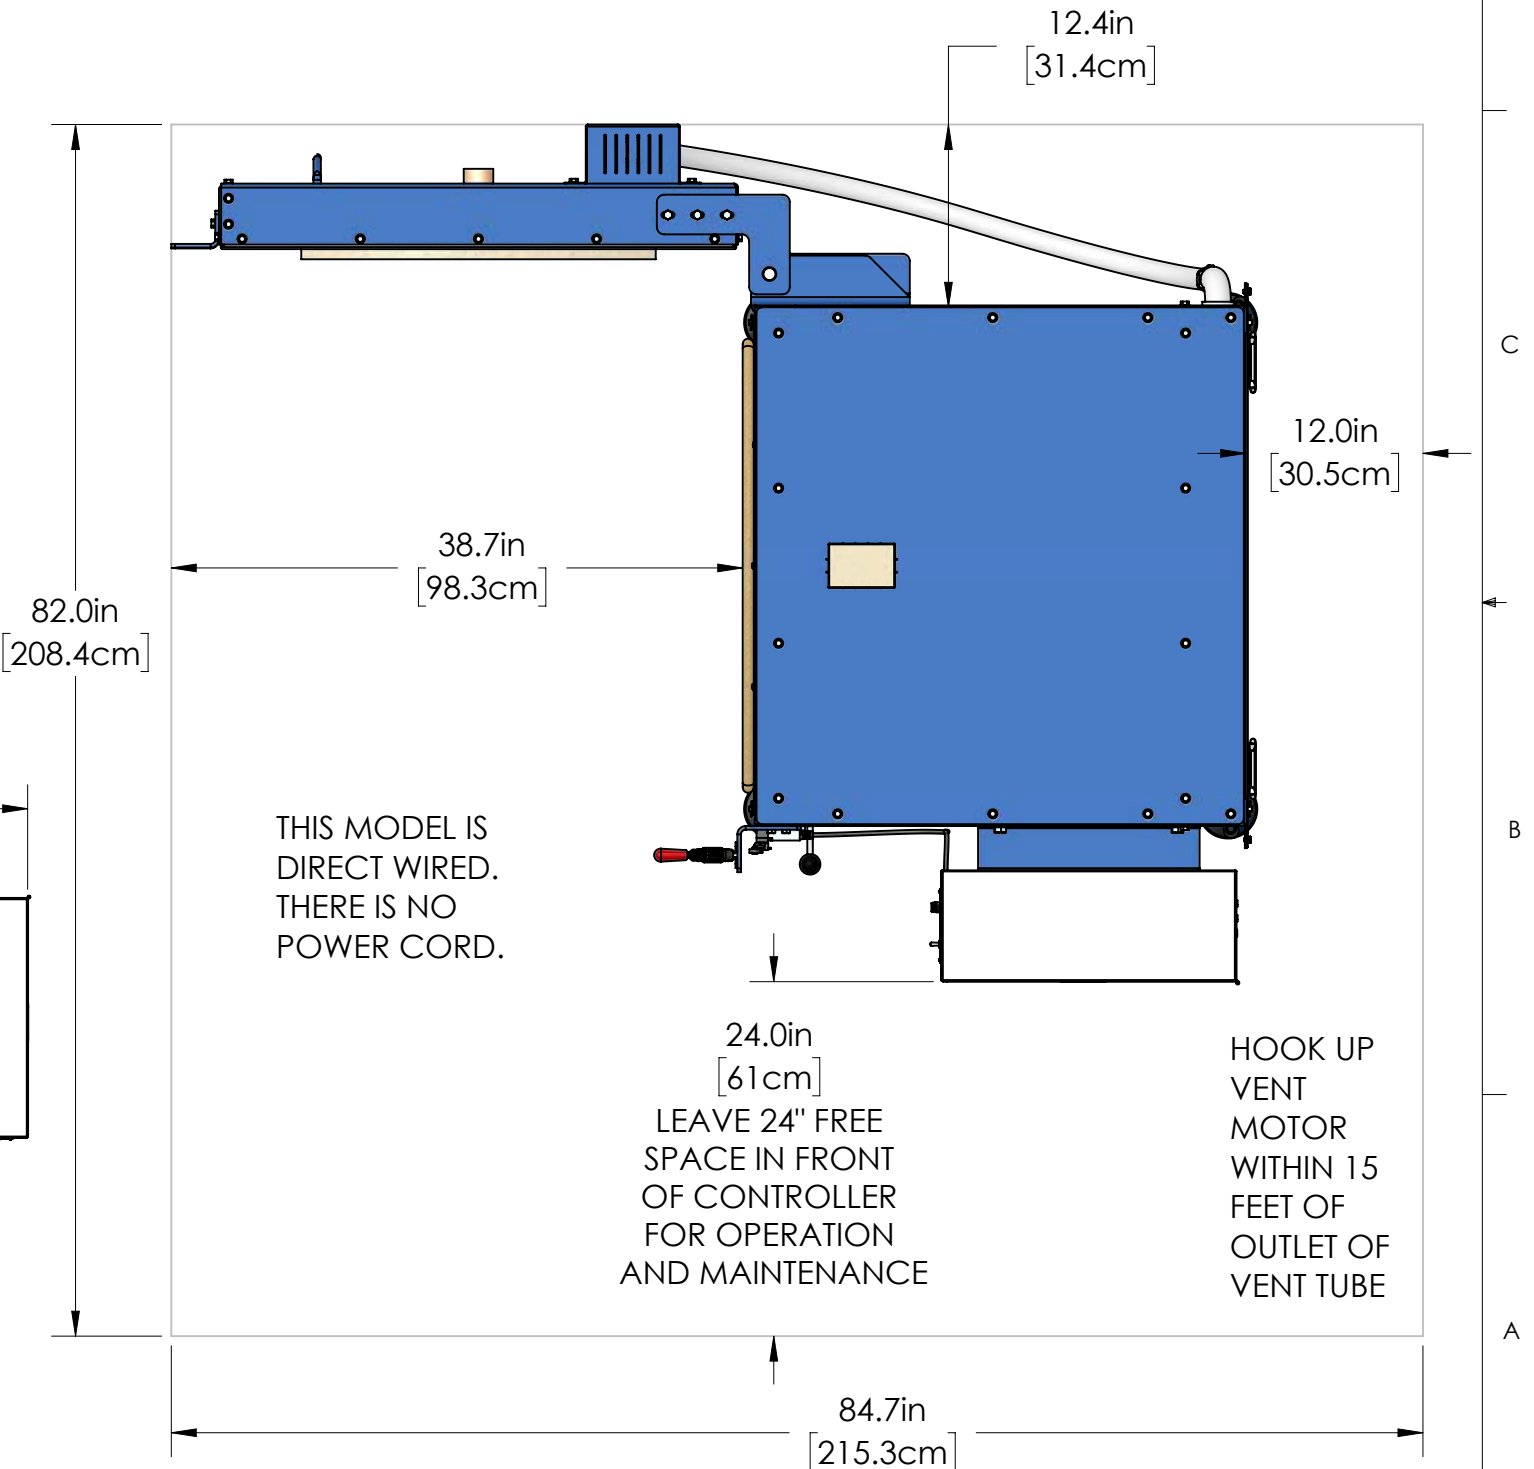 12.4in
[31.4cm]
C
12.0in
[30.5cm]
38.7in
[98.3cm]
82.0in
[208.4cm]
THIS MODEL IS
DIRECT WIRED.
THERE IS NO
POWER CORD.
B
24.0in
[61cm]
LEAVE 24" FREE
SPACE IN FRONT
OF CONTROLLER
FOR OPERATION
AND MAINTENANCE
HOOK UP
VENT
MOTOR
WITHIN 15
FEET OF
OUTLET OF
VENT TUBE
A
84.7in
[215.3cm]